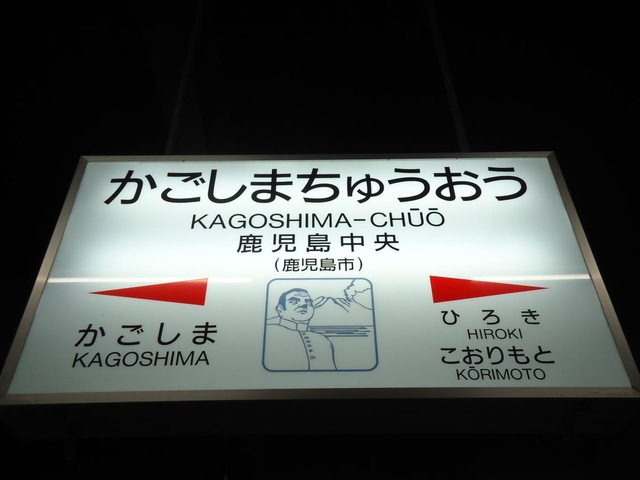 かごしまちゅうおう
KAGOSHIMA-CHŪŌ
鹿児島中央
(鹿児島市)
かごしま
KAGOSHIMA
ひろき
HIROKI
こおりもと
KŌRIMOTO